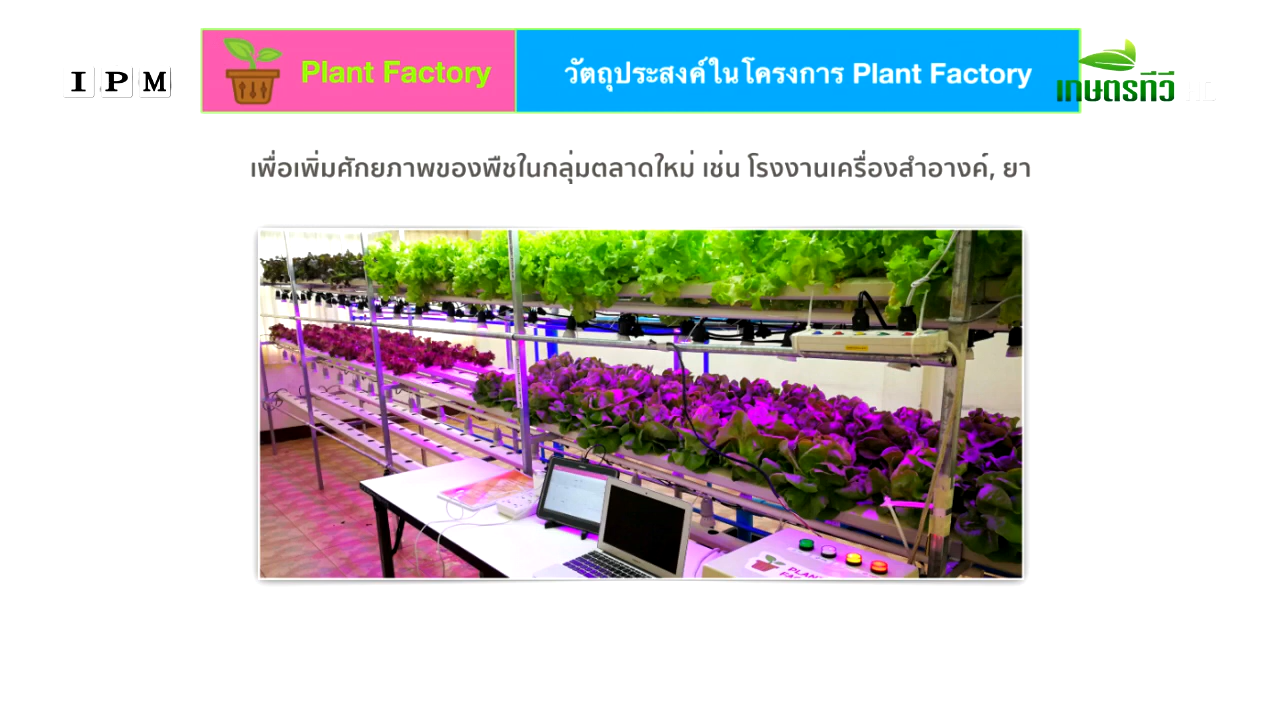 IPM
Plant Factory
วัตถุประสงค์ในโครงการ Plant Factory
เกษตรทีวี
เพื่อเพิ่มศักยภาพของพืชในกลุ่มตลาดใหม่ เช่น โรงงานเครื่องสำอางค์, ยา
PLANT